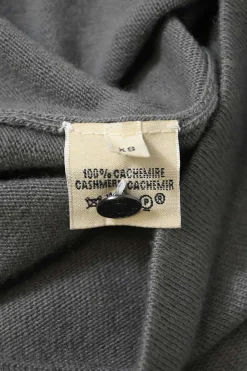 XS
100% CACHEMIRE
CASHMERE CACHEMIR
P ®